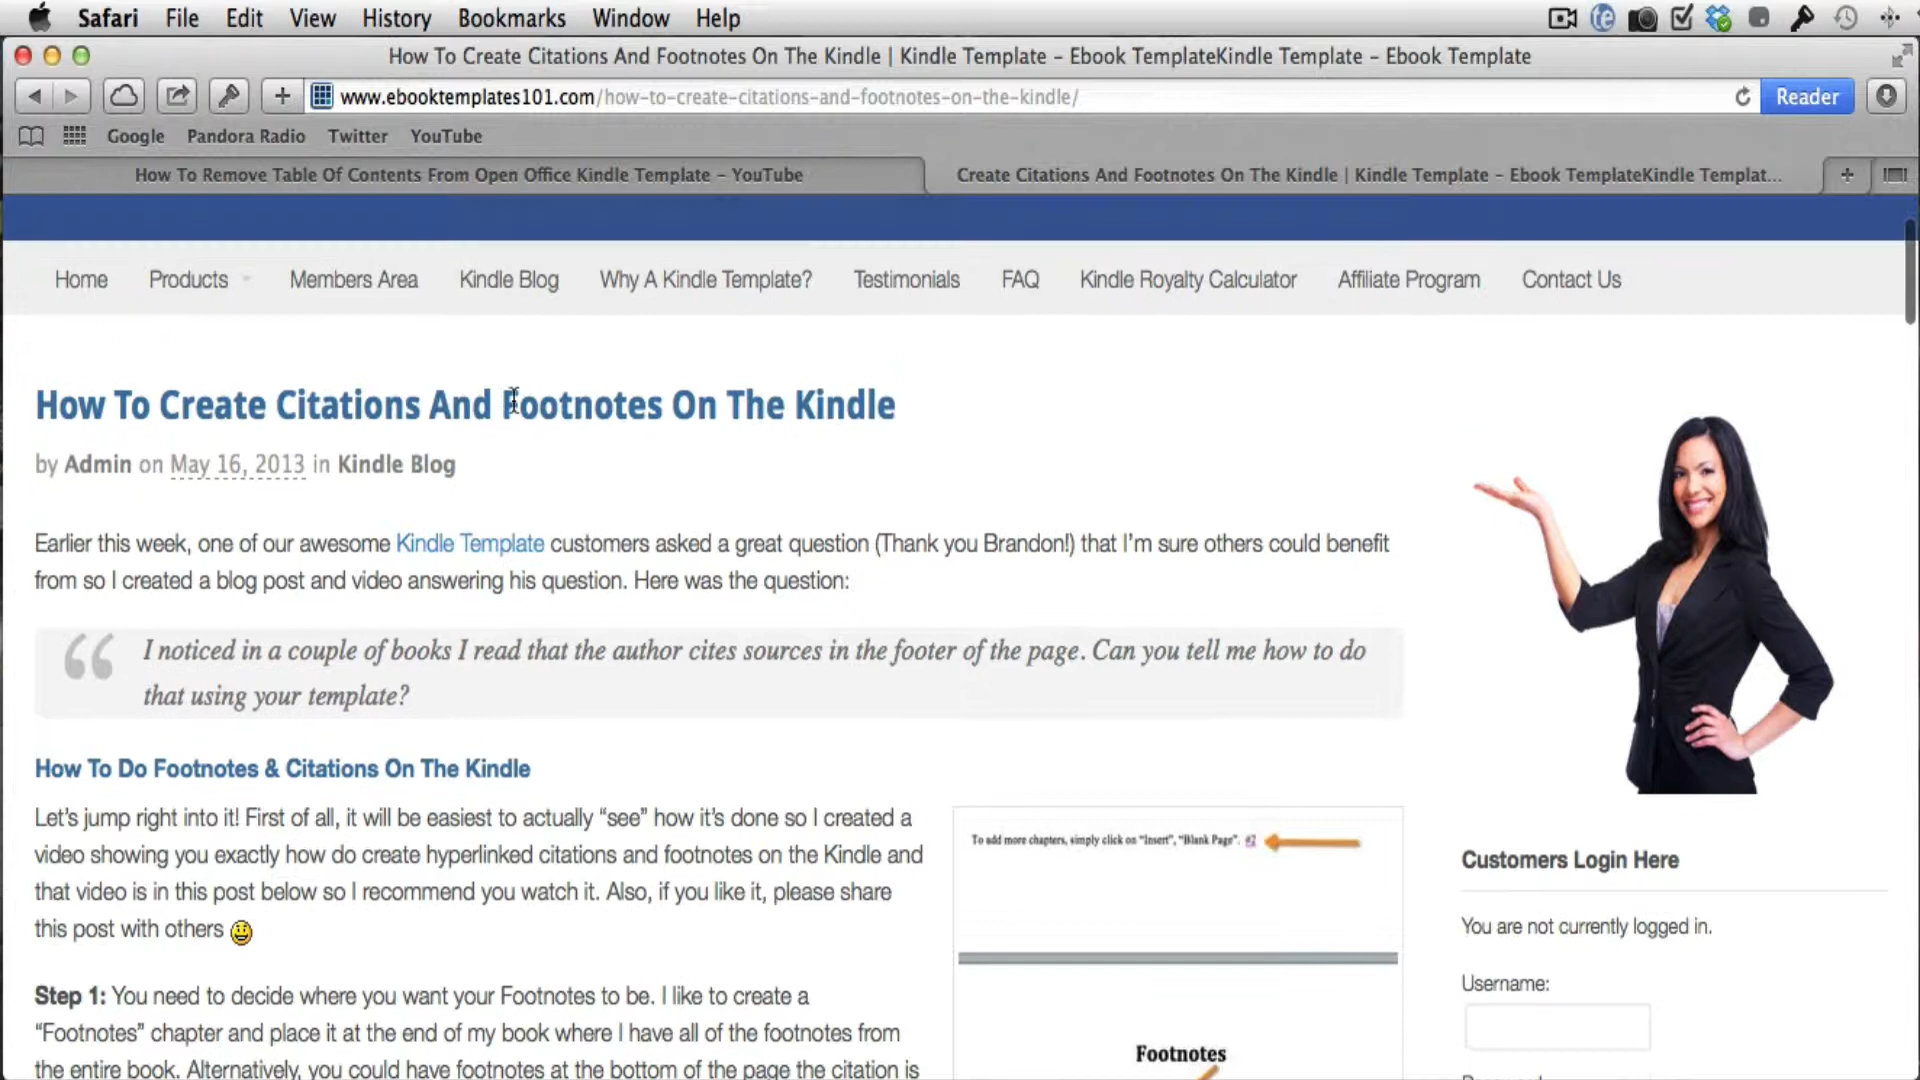 Safari File Edit View History Bookmarks Window Help
How To Create Citations And Footnotes On The Kindle | Kindle Template – Ebook TemplateKindle Template – Ebook Template
www.ebooktemplates101.com/how-to-create-citations-and-footnotes-on-the-kindle/ Reader
Google Pandora Radio Twitter YouTube
How To Remove Table Of Contents From Open Office Kindle Template – YouTube
Create Citations And Footnotes On The Kindle | Kindle Template – Ebook TemplateKindle Templat...
Home Products Members Area Kindle Blog Why A Kindle Template? Testimonials FAQ Kindle Royalty Calculator Affiliate Program Contact Us
How To Create Citations And Footnotes On The Kindle
by Admin on May 16, 2013 in Kindle Blog
Earlier this week, one of our awesome Kindle Template customers asked a great question (Thank you Brandon!) that I'm sure others could benefit
from so I created a blog post and video answering his question. Here was the question:
I noticed in a couple of books I read that the author cites sources in the footer of the page. Can you tell me how to do
that using your template?
How To Do Footnotes & Citations On The Kindle
Let's jump right into it! First of all, it will be easiest to actually “see” how it's done so I created a
video showing you exactly how do create hyperlinked citations and footnotes on the Kindle and
that video is in this post below so I recommend you watch it. Also, if you like it, please share
this post with others
Step 1: You need to decide where you want your Footnotes to be. I like to create a
“Footnotes” chapter and place it at the end of my book where I have all of the footnotes from
the entire book. Alternatively, you could have footnotes at the bottom of the page the citation is
To add more chapters, simply click on “Insert”, “Blank Page”.
Footnotes
Customers Login Here
You are not currently logged in.
Username: